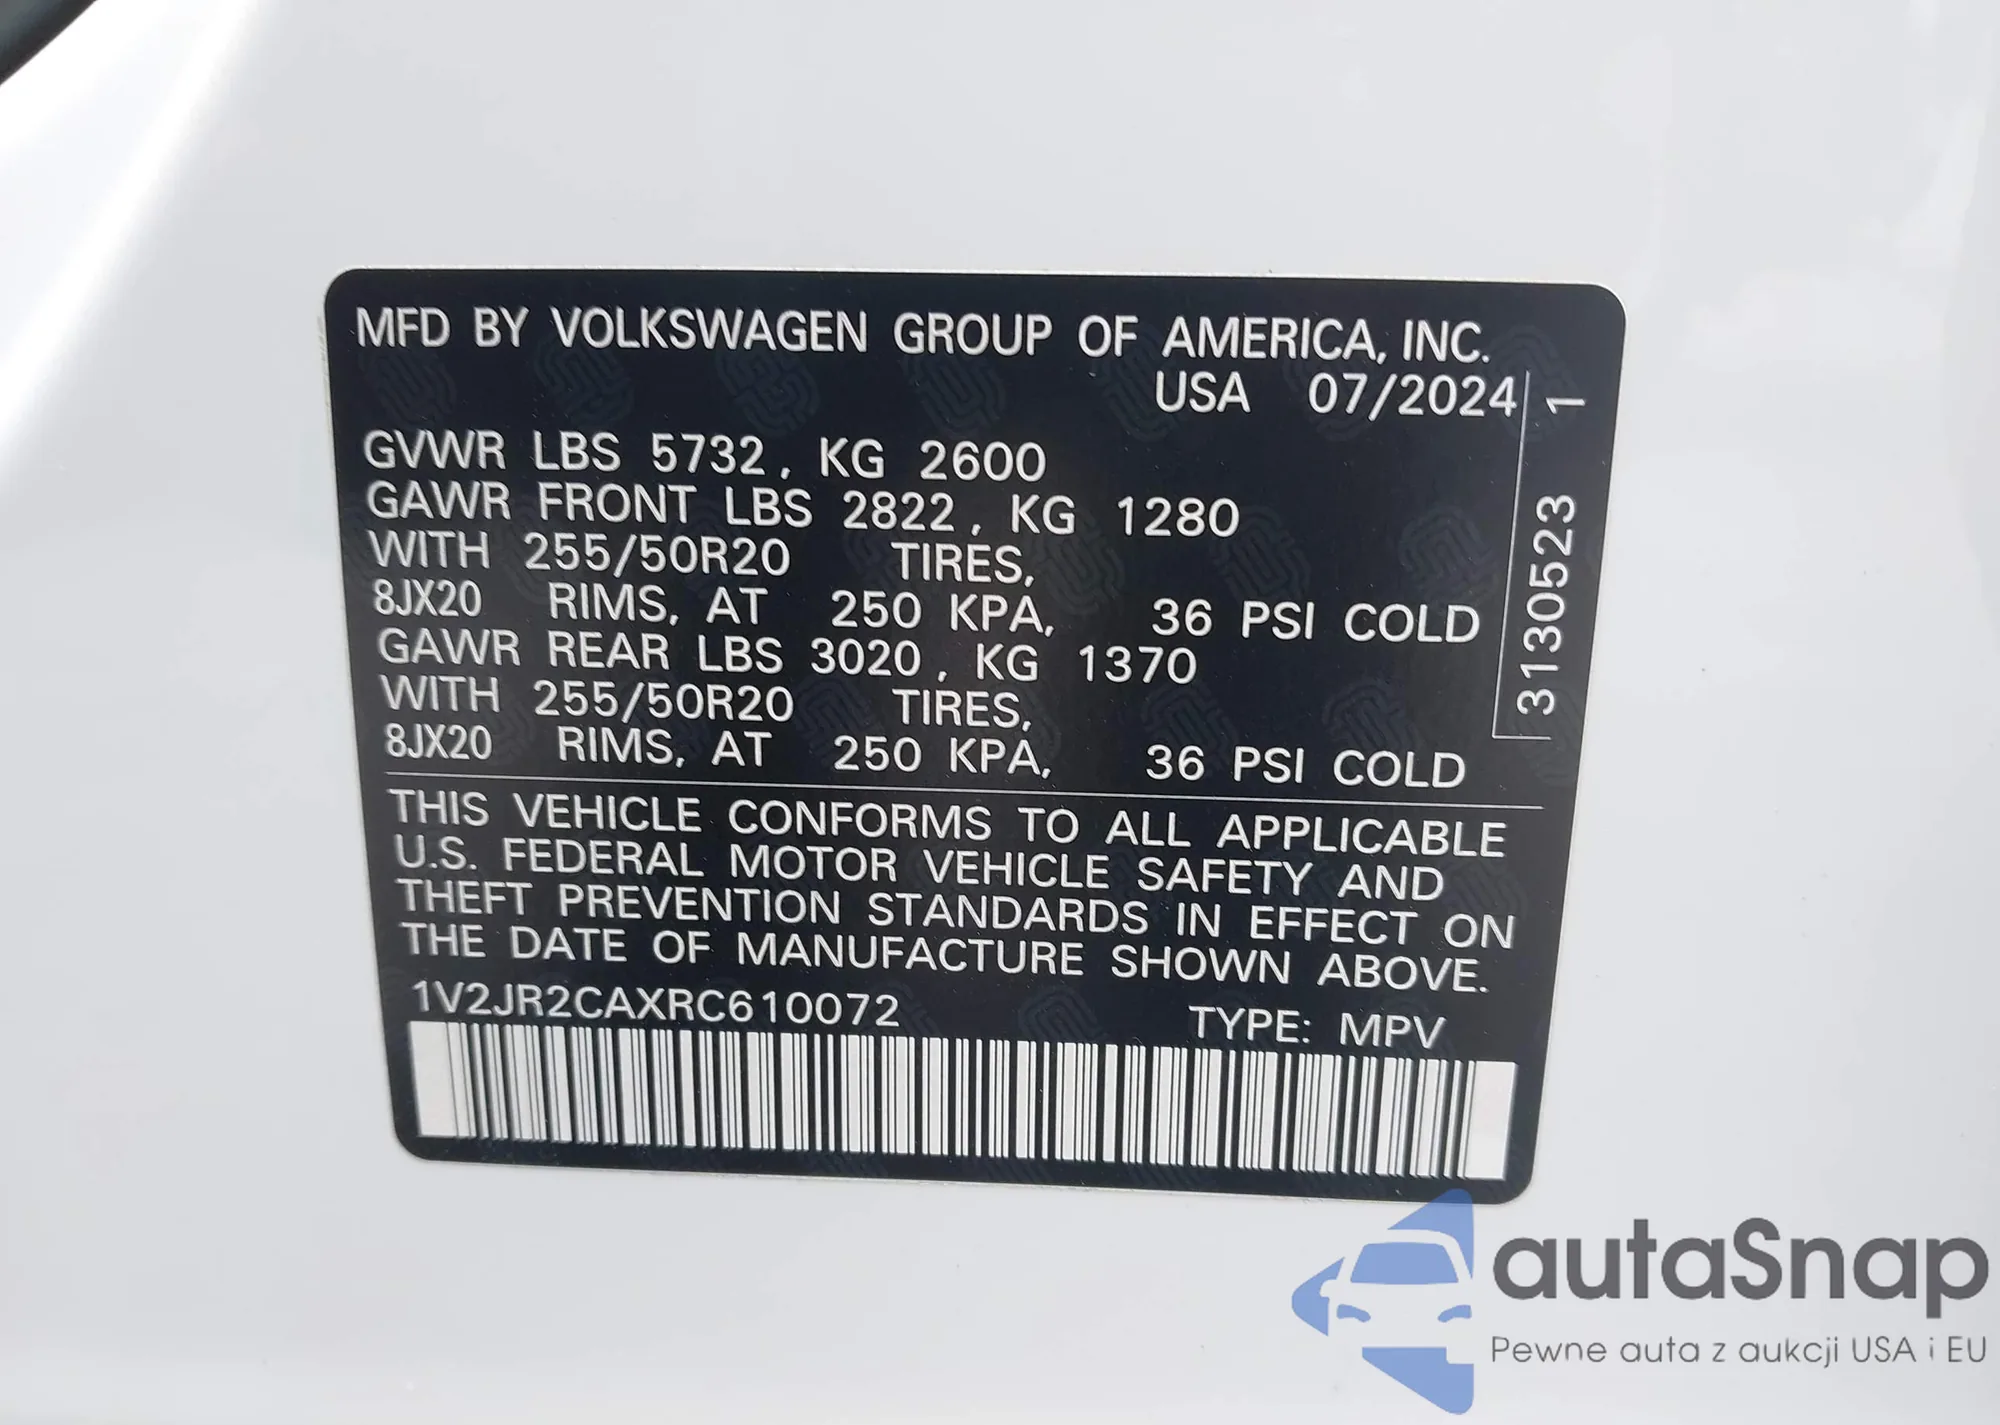 MFD BY VOLKSWAGEN GROUP OF AMERICA, INC.
USA 07/2024
GVWR LBS 5732, KG 2600
GAWR FRONT LBS 2822, KG 1280
WITH 255/50R20 TIRES,
8JX20 RIMS, AT 250 KPA, 36 PSI COLD
GAWR REAR LBS 3020, KG 1370
WITH 255/50R20 TIRES,
8JX20 RIMS, AT 250 KPA, 36 PSI COLD
3130523 1
THIS VEHICLE CONFORMS TO ALL APPLICABLE
U.S. FEDERAL MOTOR VEHICLE SAFETY AND
THEFT PREVENTION STANDARDS IN EFFECT ON
THE DATE OF MANUFACTURE SHOWN ABOVE.
1V2JR2CAXRC610072 TYPE: MPV
autaSnap
Pewne auta z aukcji USA i EU